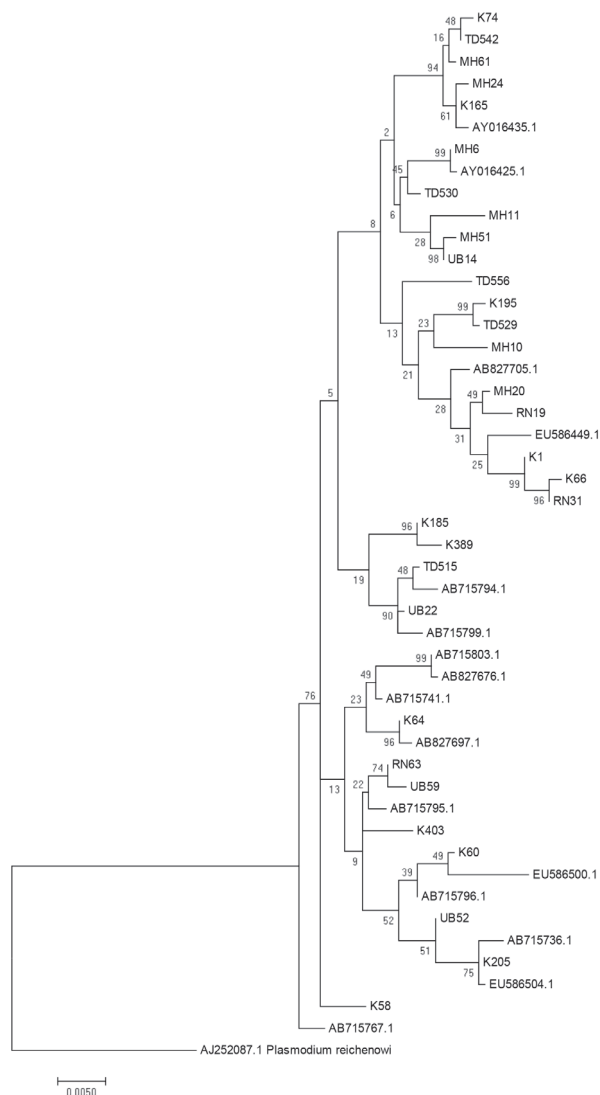 48
K74
16
TD542
MH61
94
MH24
K165
61
AY016435.1
2
99
MH6
AY016425.1
45
TD530
6
MH11
8
28
MH51
98
UB14
TD556
99
K195
23
TD529
13
MH10
21
AB827705.1
49
MH20
28
RN19
31
EU586449.1
25
K1
99
K66
96
RN31
5
96
K185
K389
19
48
TD515
AB715794.1
90
UB22
AB715799.1
99
AB715803.1
49
AB827676.1
76
23
AB715741.1
K64
96
AB827697.1
13
74
RN63
22
UB59
AB715795.1
K403
9
49
K60
39
EU586500.1
AB715796.1
52
UB52
51
AB715736.1
75
K205
EU586504.1
K58
AB715767.1
AJ252087.1 Plasmodium reichenowi
0.0050